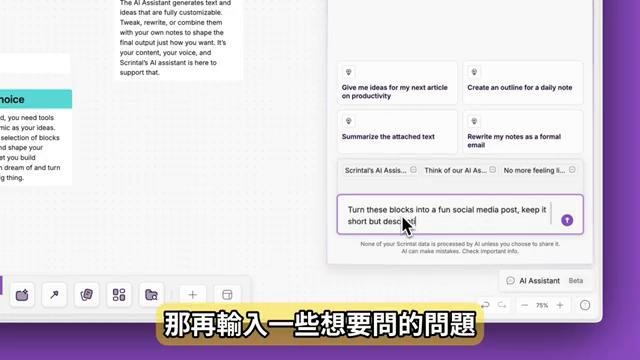 The AI Assistant generates text and
ideas that are fully customizable.
Tweak, rewrite, or combine them
with your own notes to shape the
final output just how you want. It's
your content, your voice, and
Scrintal's AI assistant is here to
support that.
hoice
d, you need tools
mic as your ideas.
selection of blocks
nd shape your
et you build
n dream of and turn
ig thing.
Give me ideas for my next article
on productivity
Create an outline for a daily note
Summarize the attached text
Rewrite my notes as a formal
email
Scrintal's AI Assis...
Think of our AI As...
No more feeling li...
Turn these blocks into a fun social media post, keep it
short but descripti
None of your Scrintal data is processed by AI unless you choose to share it.
AI can make mistakes. Check important info.
AI Assistant
Beta
75%
那再輸入一些想要問的問題